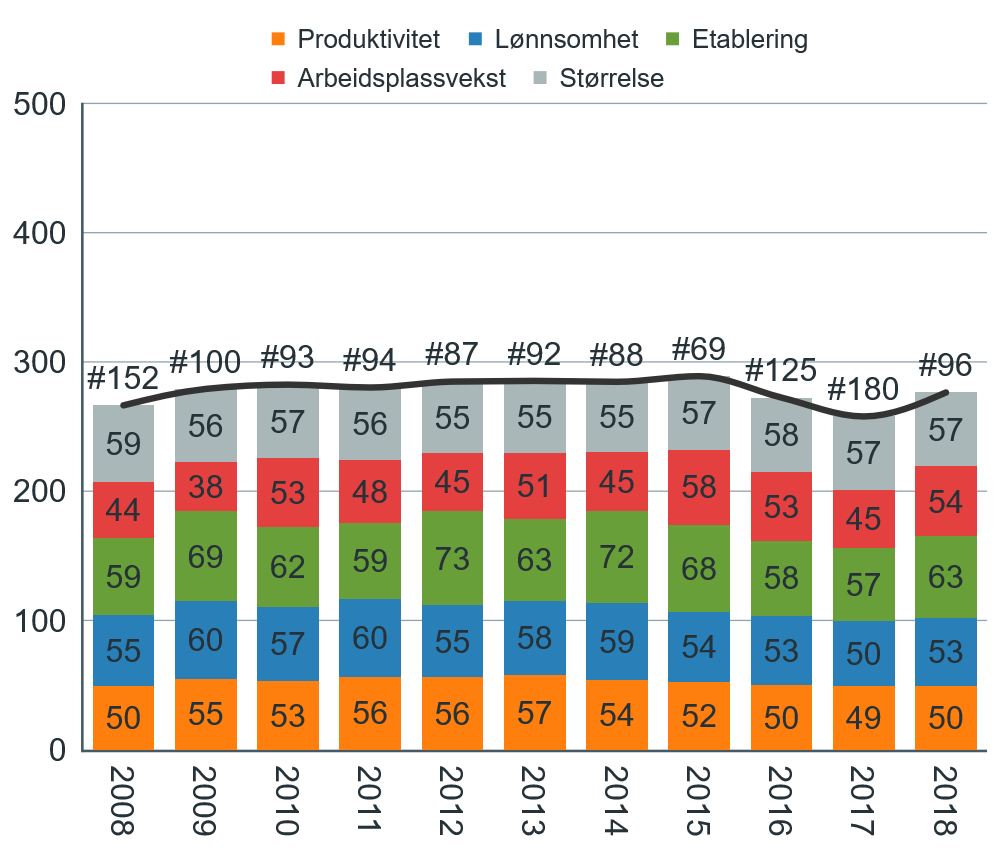 Produktivitet Lønnsomhet Etablering
Arbeidsplassvekst Størrelse
500
400
300
200
100
0
#152 #100 #93 #94 #87 #92 #88 #69 #125 #180 #96
59 56 57 56 55 55 55 57 58 57 57
44 38 53 48 45 51 45 58 53 45 54
59 69 62 59 73 63 72 68 58 57 63
55 60 57 60 55 58 59 54 53 50 53
50 55 53 56 56 57 54 52 50 49 50
2008 2009 2010 2011 2012 2013 2014 2015 2016 2017 2018